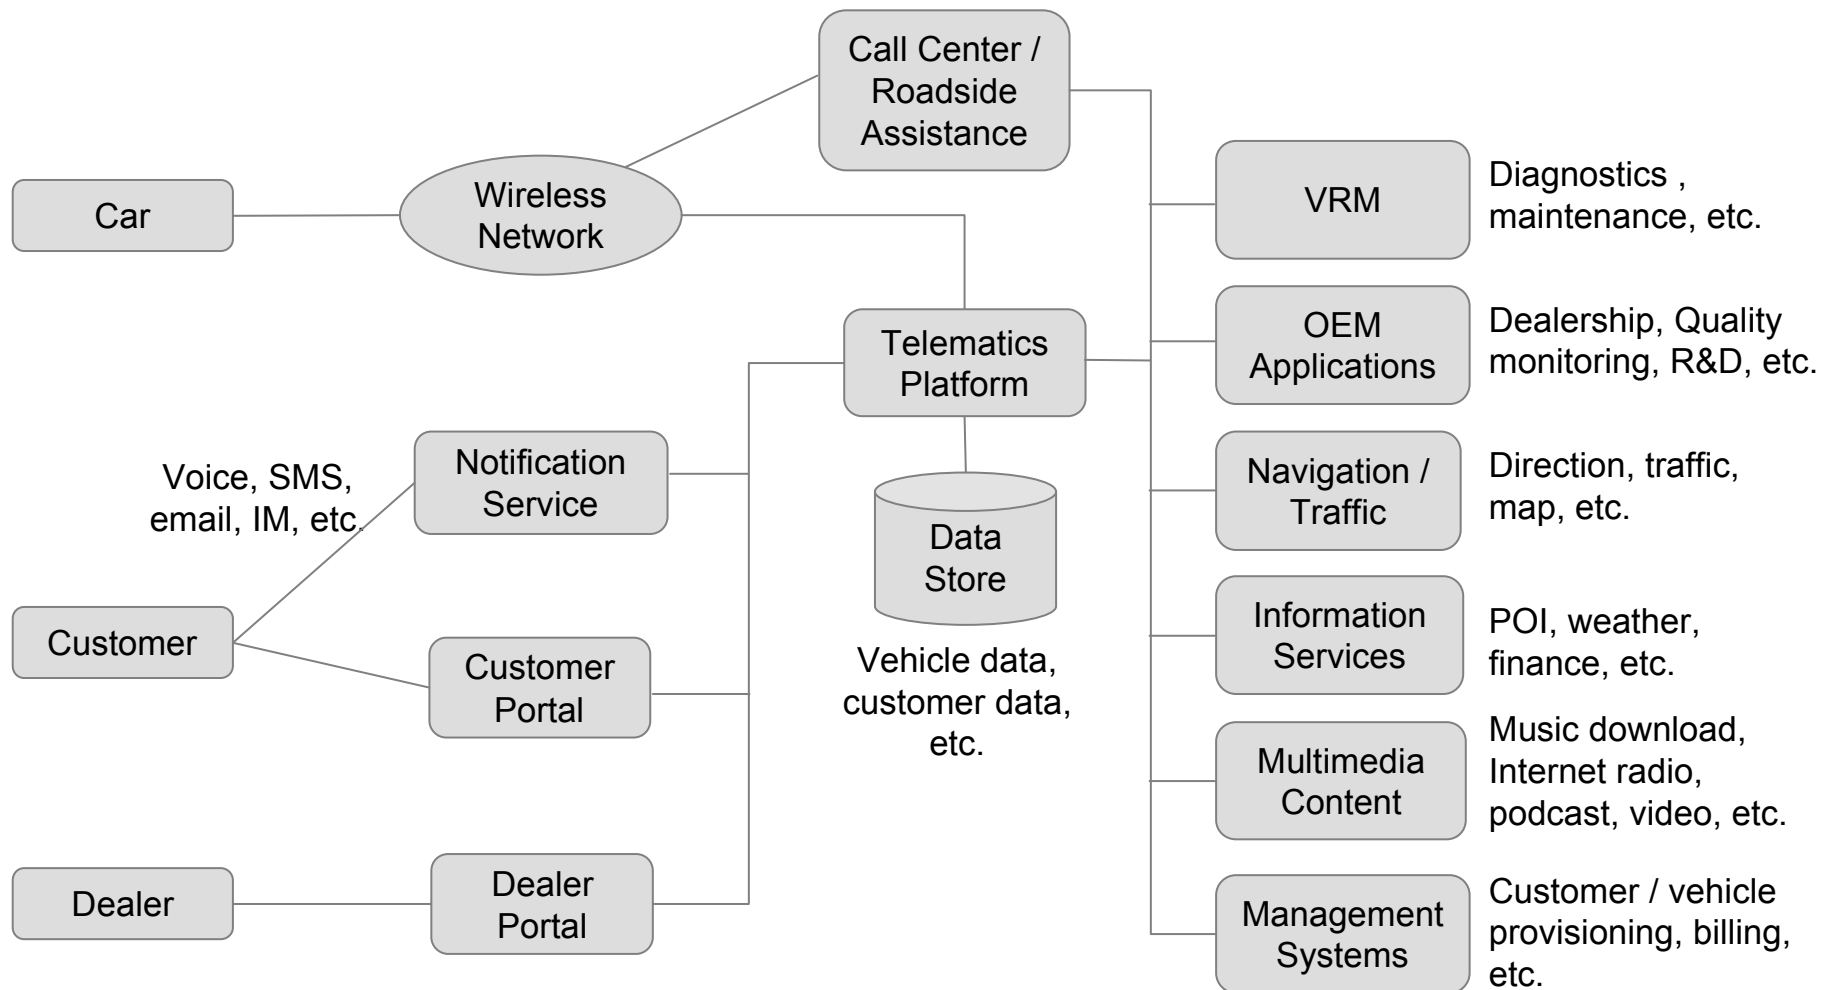 Call Center /
Roadside
Assistance
Car
Wireless
Network
VRM
Diagnostics ,
maintenance, etc.
Telematics
Platform
OEM
Applications
Dealership, Quality
monitoring, R&D, etc.
Voice, SMS,
email, IM, etc.
Notification
Service
Navigation /
Traffic
Direction, traffic,
map, etc.
Data
Store
Customer
Customer
Portal
Vehicle data,
customer data,
etc.
Information
Services
POI, weather,
finance, etc.
Multimedia
Content
Music download,
Internet radio,
podcast, video, etc.
Dealer
Dealer
Portal
Management
Systems
Customer / vehicle
provisioning, billing,
etc.